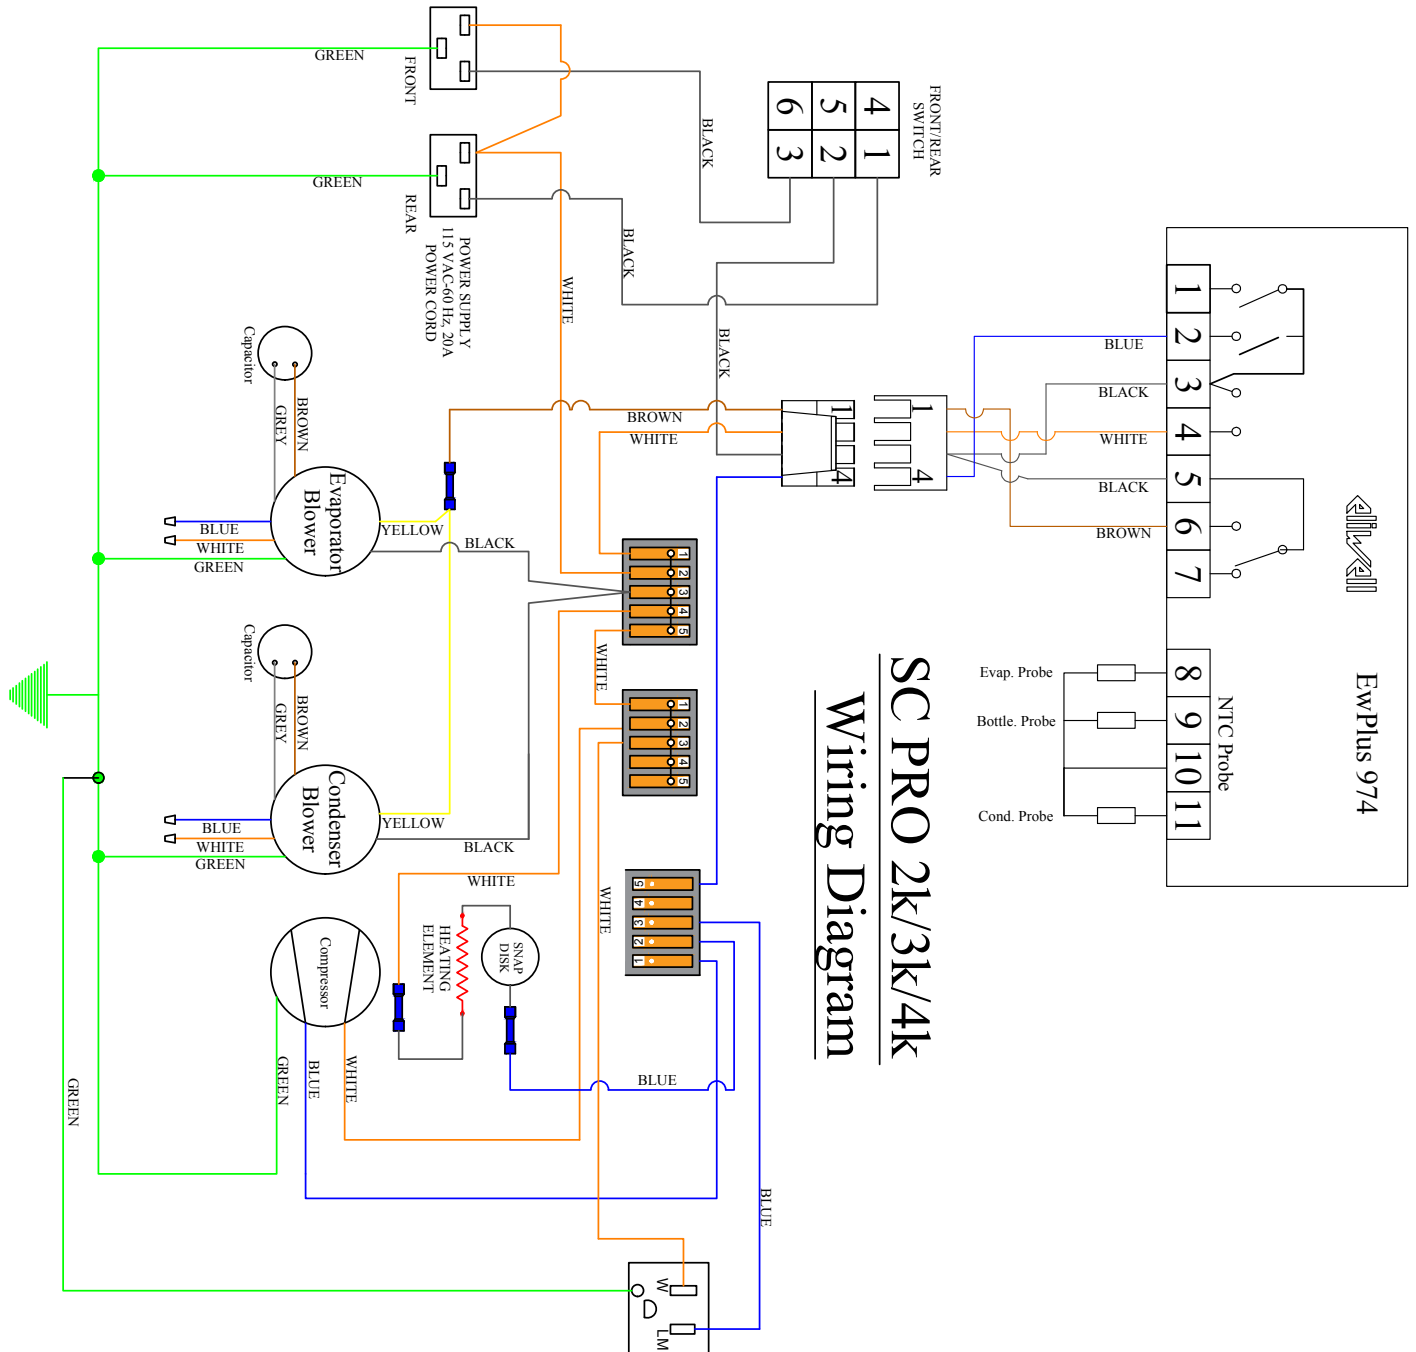 SC PRO 2k/3k/4k
Wiring Diagram
FRONT
GREEN
REAR
GREEN
POWER SUPPLY
115 VAC-60 Hz, 20A
POWER CORD
WHITE
BLACK
BLACK
BLACK
FRONT/REAR
SWITCH
4 5 6
1 2 3
eliwell
EwPlus 974
1
2
3
4
5
6
7
NTC Probe
8
9
10
11
BLUE
BLACK
WHITE
BLACK
BROWN
Evap. Probe
Bottle. Probe
Cond. Probe
1
4
1
4
BROWN
WHITE
Capacitor
BROWN
GREY
Evaporator
Blower
YELLOW
BLACK
BLUE
WHITE
GREEN
1
2
3
4
5
WHITE
1
2
3
4
5
Capacitor
BROWN
GREY
Condenser
Blower
YELLOW
BLACK
BLUE
WHITE
GREEN
WHITE
WHITE
5
4
3
2
1
HEATING
ELEMENT
SNAP
DISK
BLUE
Compressor
GREEN
BLUE
WHITE
GREEN
BLUE
W
LM